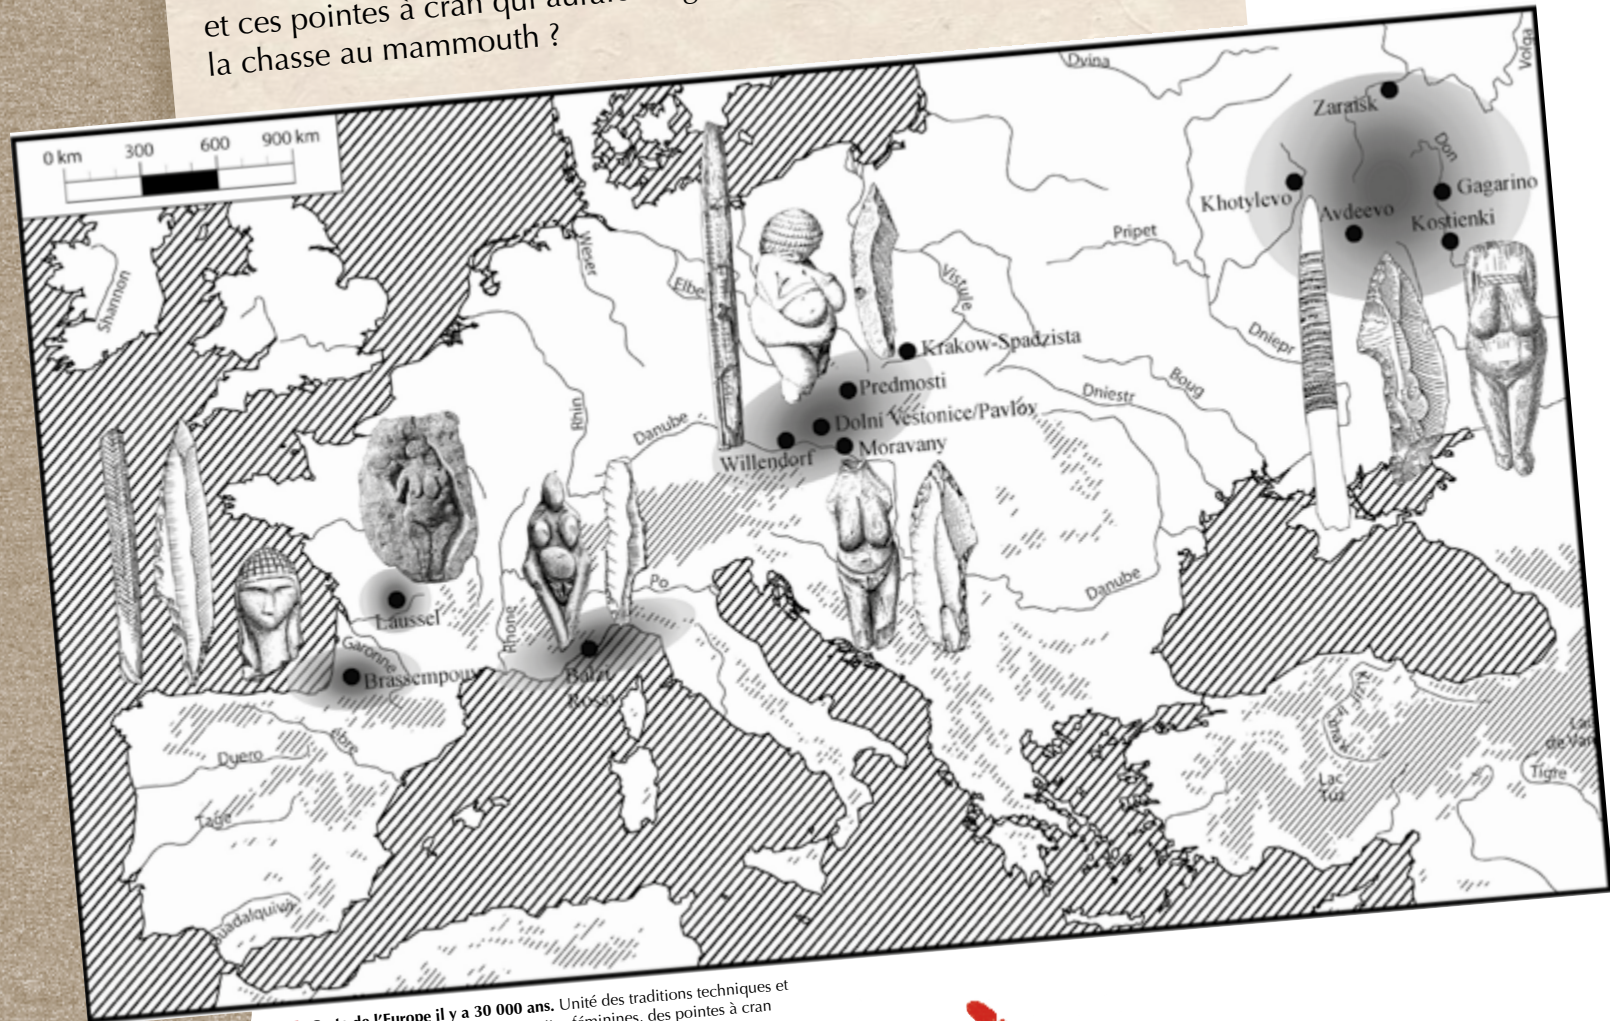 et ces pointes à cran qui
la chasse au mammouth ?
0 km 300 600 900 km
Dvina
Volga
Zaraisk
Don
Khotylevo
Gagarino
Avdeevo
Kostienki
Shannon
Weser
Elbe
Vistule
Pripet
Dniepr
Krakow-Spadzista
Predmosti
Dolni Vestonice/Pavlov
Willendorf
Moravany
Rhin
Danube
Dniestr
Boug
Laussel
Garonne
Brassempouy
Rhone
Po
Balzi
Rossi
Danube
Duero
ebre
Tage
Guadalquivir
Lac
Tuz
Lac
de Van
Tigre
de l’Europe il y a 30 000 ans. Unité des traditions techniques et
féminines, des pointes à cran